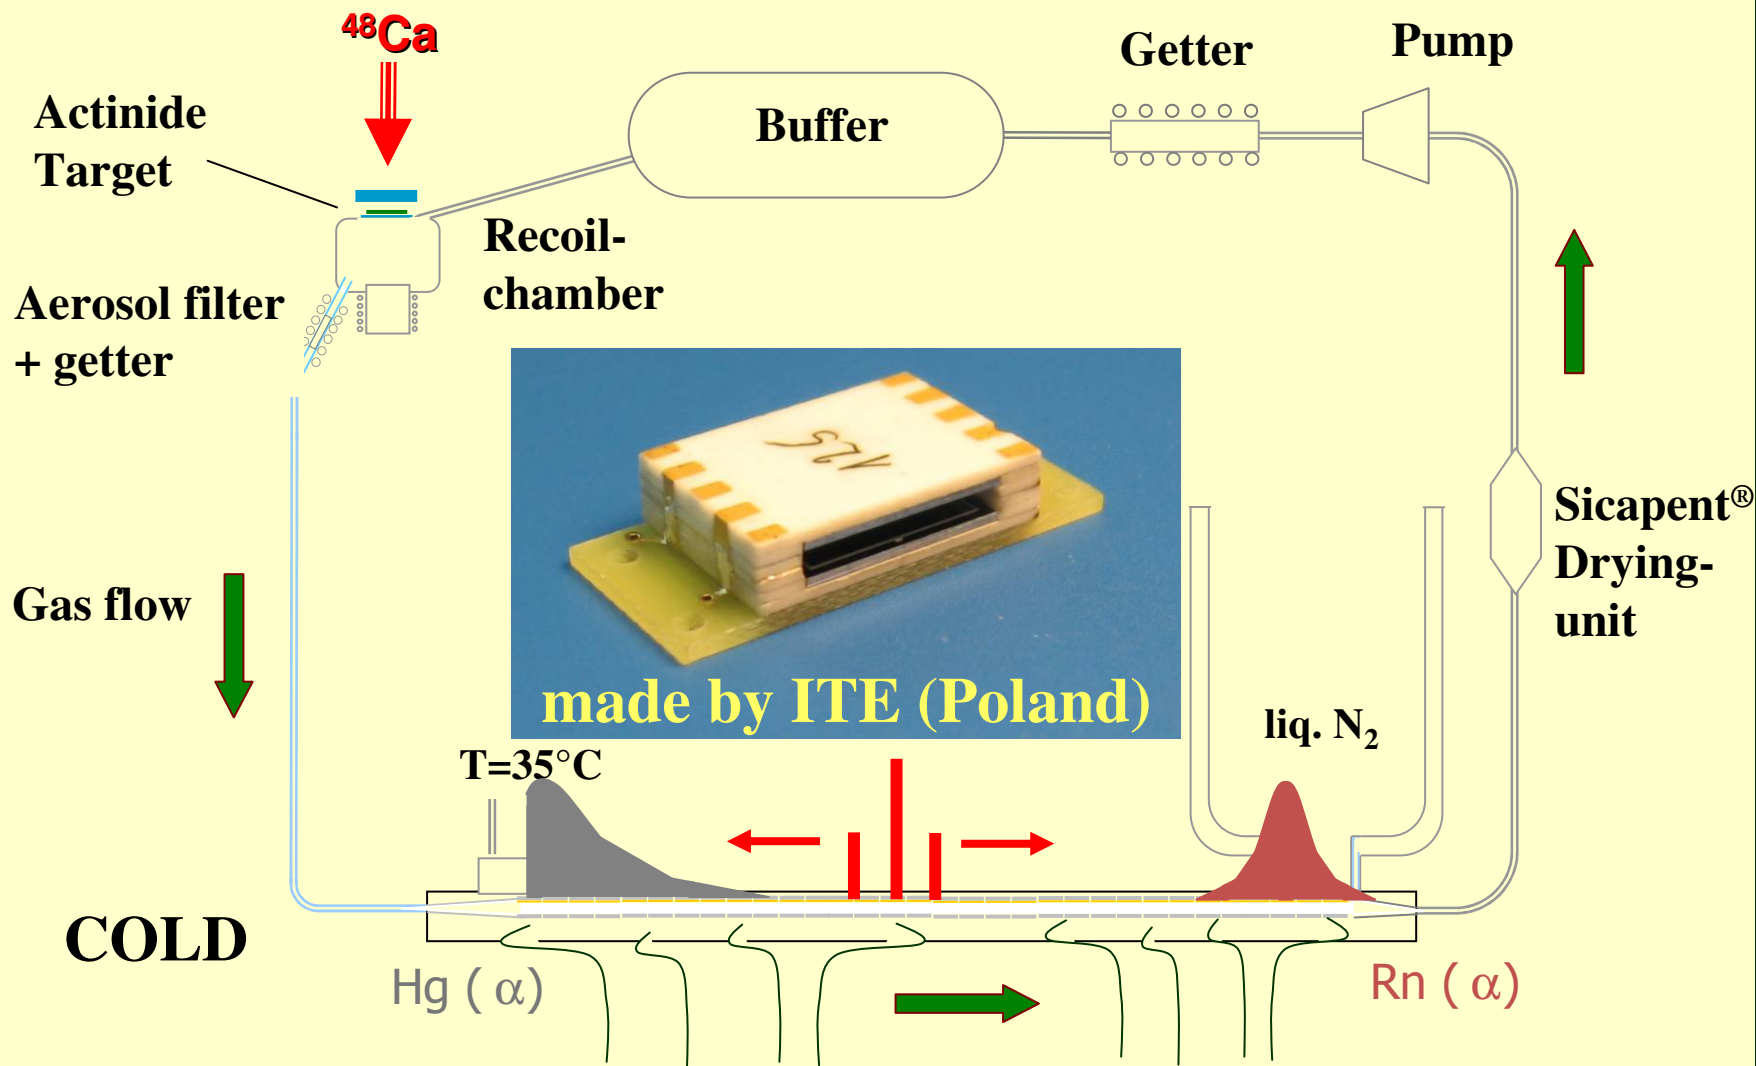 ⁴⁸Ca
Getter
Pump
Actinide
Target
Buffer
Recoil-
chamber
Aerosol filter
+ getter
Sicapent®
Drying-
unit
Gas flow
made by ITE (Poland)
liq. N₂
T=35°C
COLD
Hg ( α)
Rn ( α)